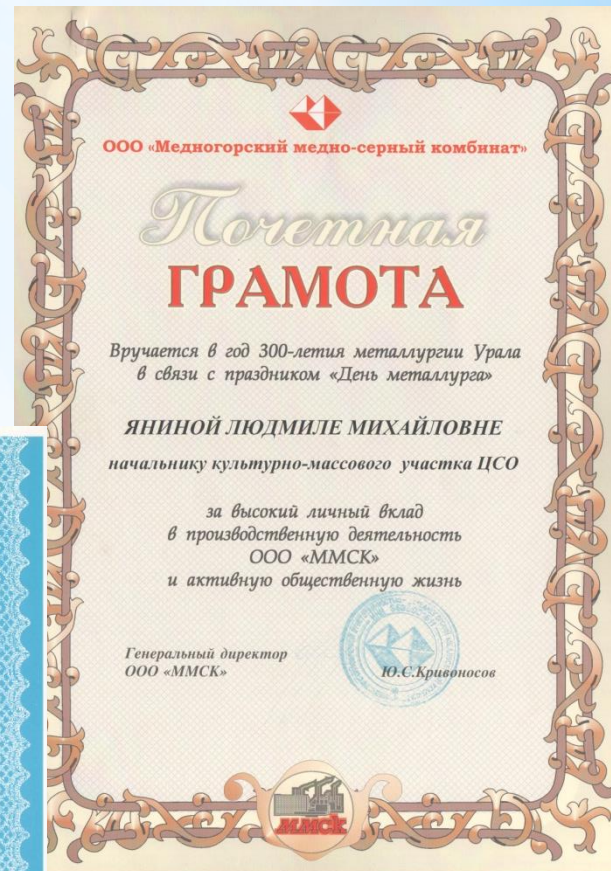 ООО «Медногорский медно-серный комбинат»
Почетная
ГРАМОТА
Вручается в год 300-летия металлургии Урала
в связи с праздником «День металлурга»
ЯНИНОЙ ЛЮДМИЛЕ МИХАЙЛОВНЕ
начальнику культурно-массового участка ЦСО
за высокий личный вклад
в производственную деятельность
ООО «ММСК»
и активную общественную жизнь
Генеральный директор
ООО «ММСК» Ю.С.Кривоносов
ММСК